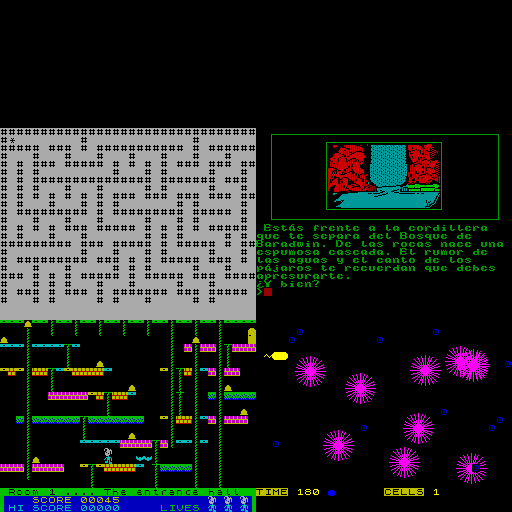 Estás frente a la cordillera
que te separa del Bosque de
Baradwin. De las rocas nace una
espumosa cascada. El rumor de
las aguas y el canto de los
pájaros te recuerdan que debes
apresurarte.
¿Y bien?
>
Room 1 .... The entrance hall
SCORE 00045
HI SCORE 00000 LIVES
TIME 180 CELLS 1